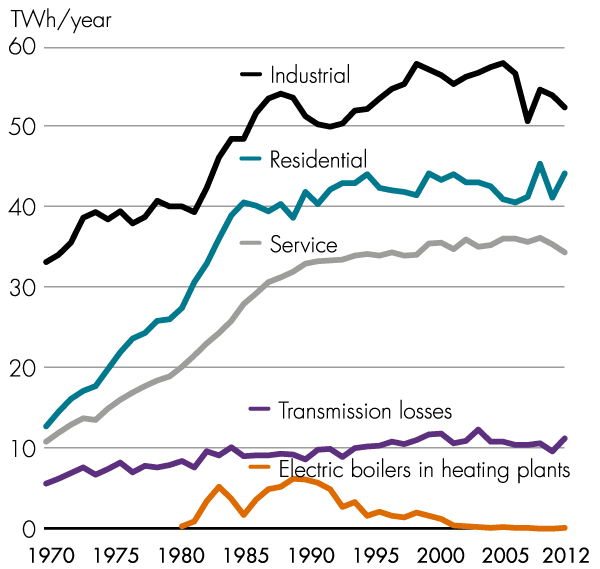 TWh/year
60
Industrial
50
Residential
40
Service
30
20
Transmission losses
10
Electric boilers in heating plants
0
1970 1975 1980 1985 1990 1995 2000 2005 2012